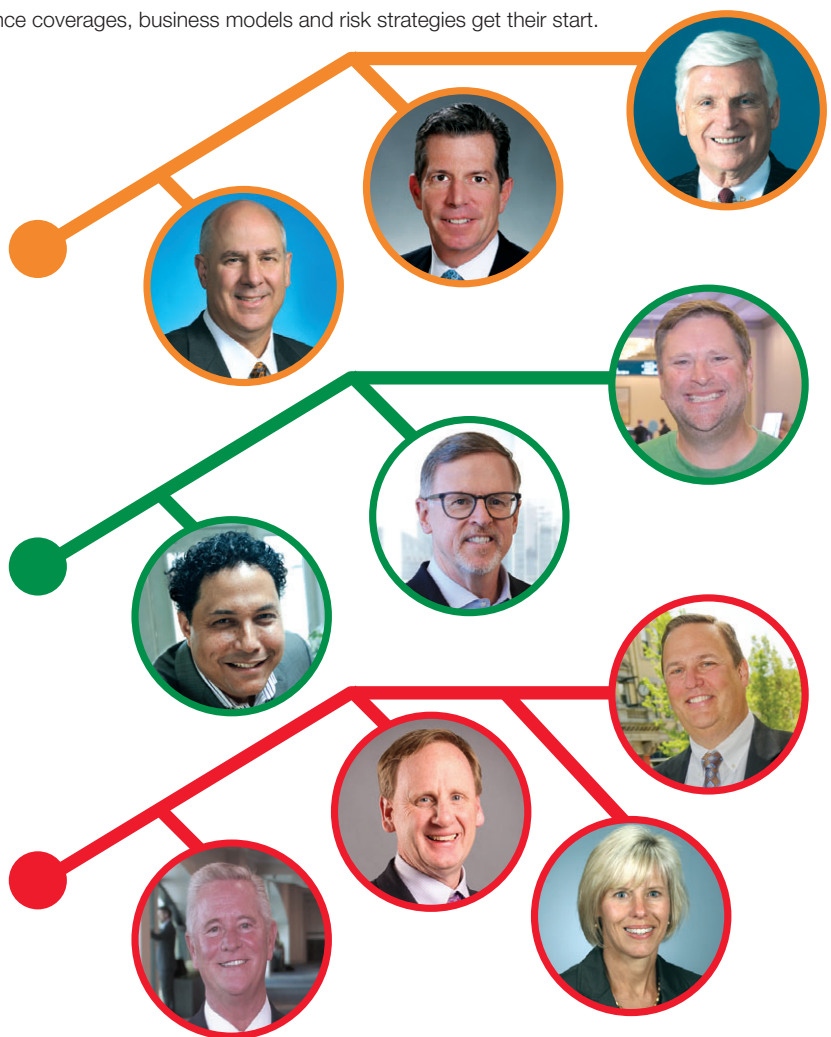 nce coverages, business models and risk strategies get their start.